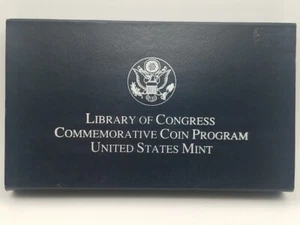 LIBRARY OF CONGRESS
COMMEMORATIVE COIN PROGRAM
UNITED STATES MINT